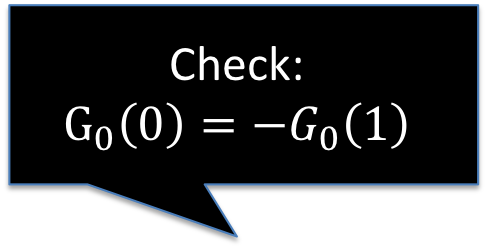 Check:
G₀(0) = −G₀(1)